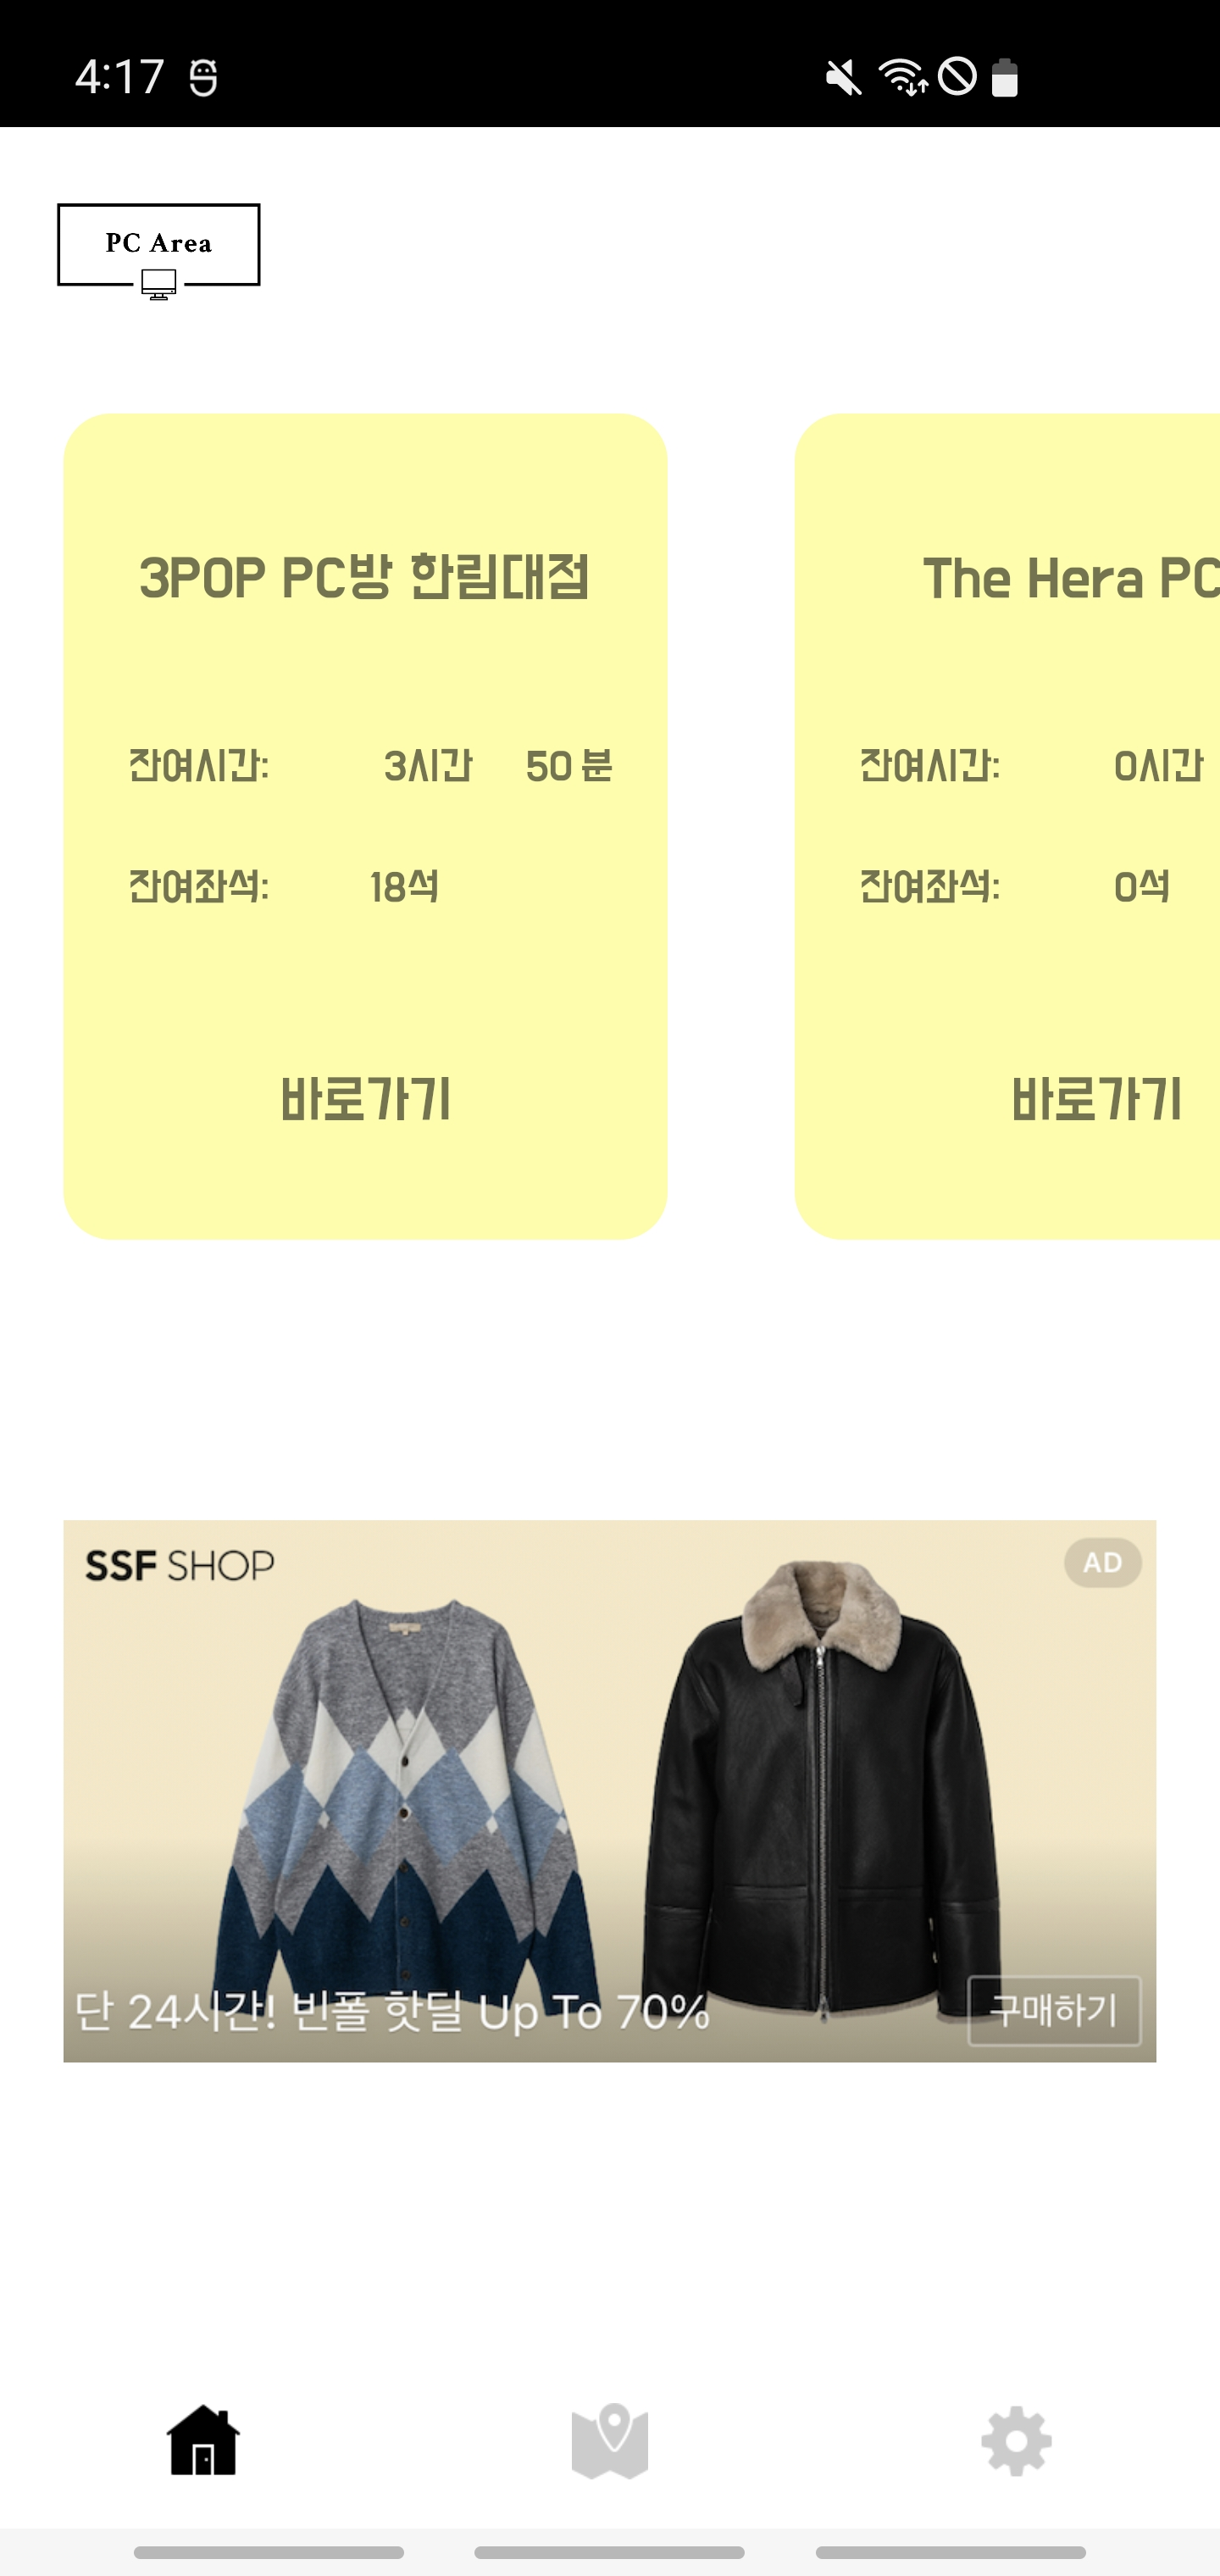 4:17
PC Area
3POP PC방 한림대점
잔여시간: 3시간 50 분
잔여좌석: 18석
바로가기
The Hera PC
잔여시간: 0시간
잔여좌석: 0석
바로가기
SSF SHOP
AD
단 24시간! 빈폴 핫딜 Up To 70%
구매하기